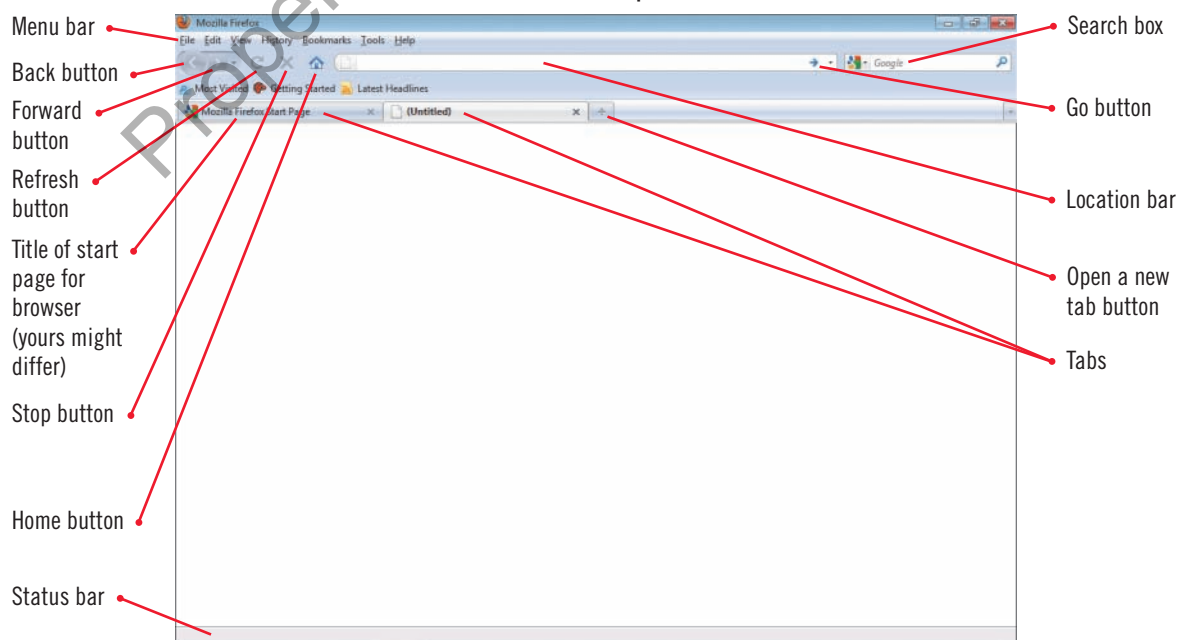 Menu bar
Back button
Forward
button
Refresh
button
Title of start
page for
browser
(yours might
differ)
Stop button
Home button
Status bar
Mozilla Firefox
File Edit View History Bookmarks Tools Help
Google
Most Visited Getting Started Latest Headlines
Mozilla Firefox Start Page
(Untitled)
Proper
Search box
Go button
Location bar
Open a new
tab button
Tabs